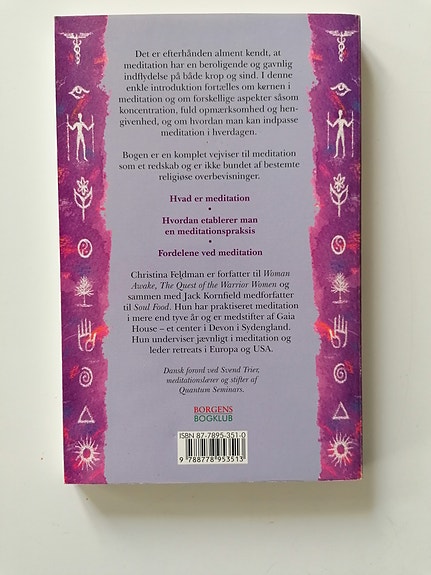 Det er efterhånden alment kendt, at
meditation har en beroligende og gavnlig
indflydelse på både krop og sind. I denne
enkle introduktion fortælles om kernen i
meditation og om forskellige aspekter såsom
koncentration, fuld opmærksomhed og hen-
givenhed, og om hvordan man kan indpasse
meditation i hverdagen.
Bogen er en komplet vejviser til meditation
som et redskab og er ikke bundet af bestemte
religiøse overbevisninger.
Hvad er meditation
•
Hvordan etablerer man
en meditationspraksis
•
Fordelene ved meditation
Christina Feldman er forfatter til Woman
Awake, The Quest of the Warrior Women og
sammen med Jack Kornfield medforfatter
til Soul Food. Hun har praktiseret meditation
i mere end tyve år og er medstifter af Gaia
House – et center i Devon i Sydengland.
Hun underviser jævnligt i meditation og
leder retreats i Europa og USA.
Dansk forord ved Svend Trier,
meditationslærer og stifter af
Quantum Seminars.
BORGENS
BOGKLUB
ISBN 87-7895-351-0
9 788778 953513